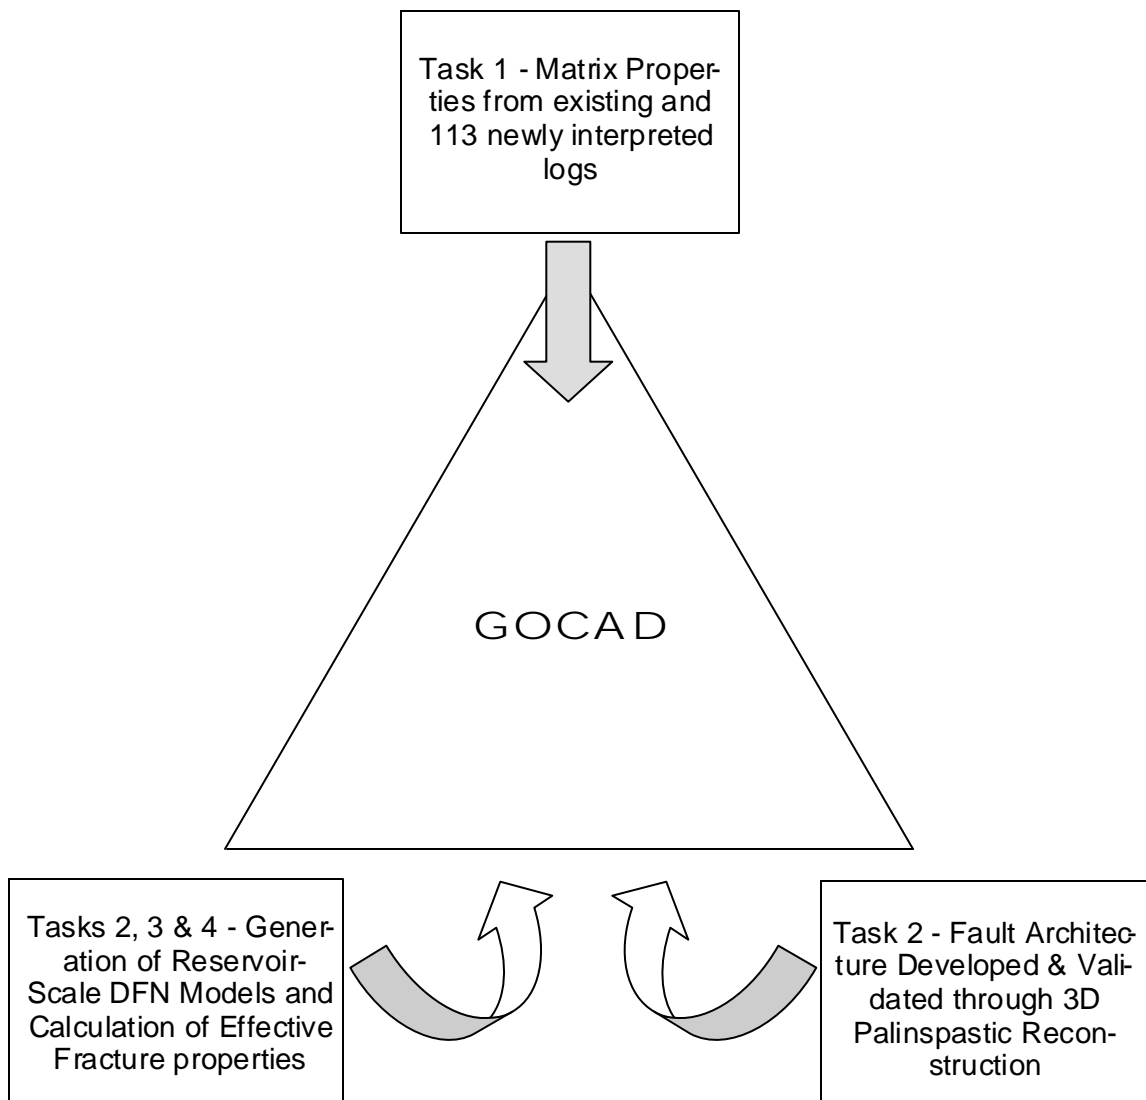 Task 1 - Matrix Proper-
ties from existing and
113 newly interpreted
logs
GOCAD
Tasks 2, 3 & 4 - Gener-
ation of Reservoir-
Scale DFN Models and
Calculation of Effective
Fracture properties
Task 2 - Fault Architec-
ture Developed & Vali-
dated through 3D
Palinspastic Recon-
struction